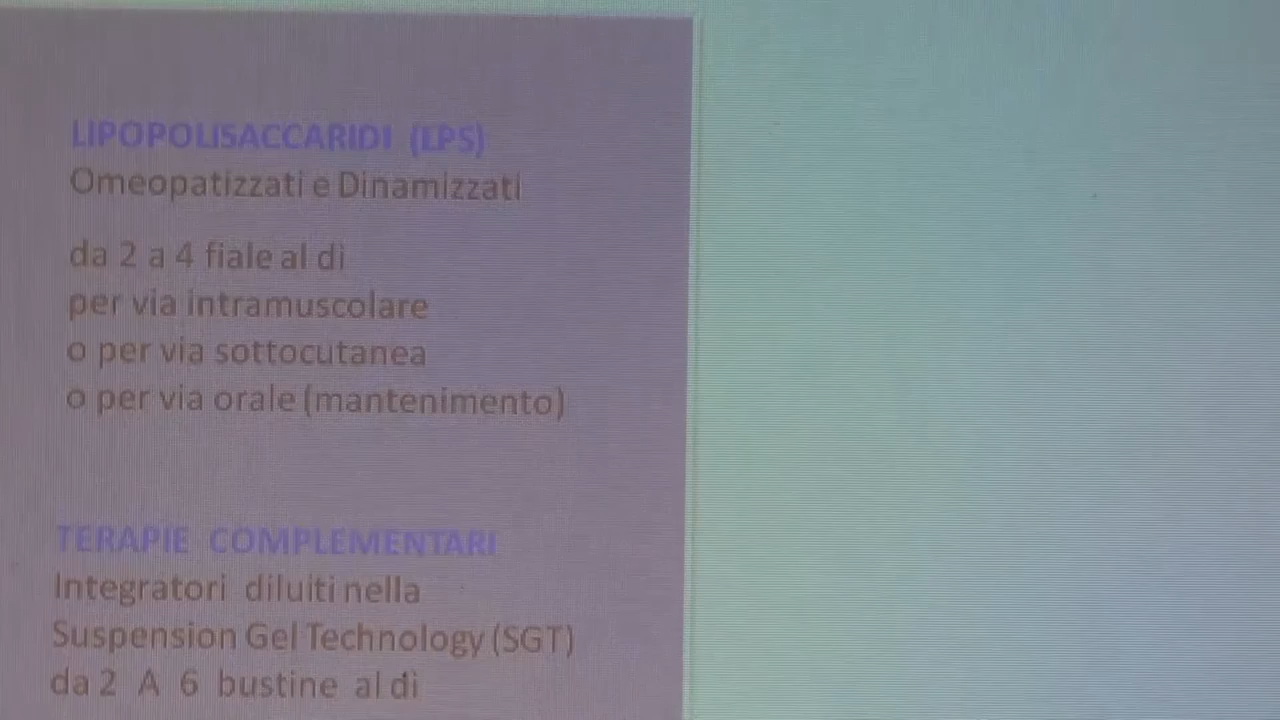 LIPOPOLISACCARIDI (LPS)
Omeopatizzati e Dinamizzati
da 2 a 4 fiale al dì
per via intramuscolare
o per via sottocutanea
o per via orale (mantenimento)
TERAPIE COMPLEMENTARI
Integratori diluiti nella
Suspension Gel Technology (SGT)
da 2 A 6 bustine al dì